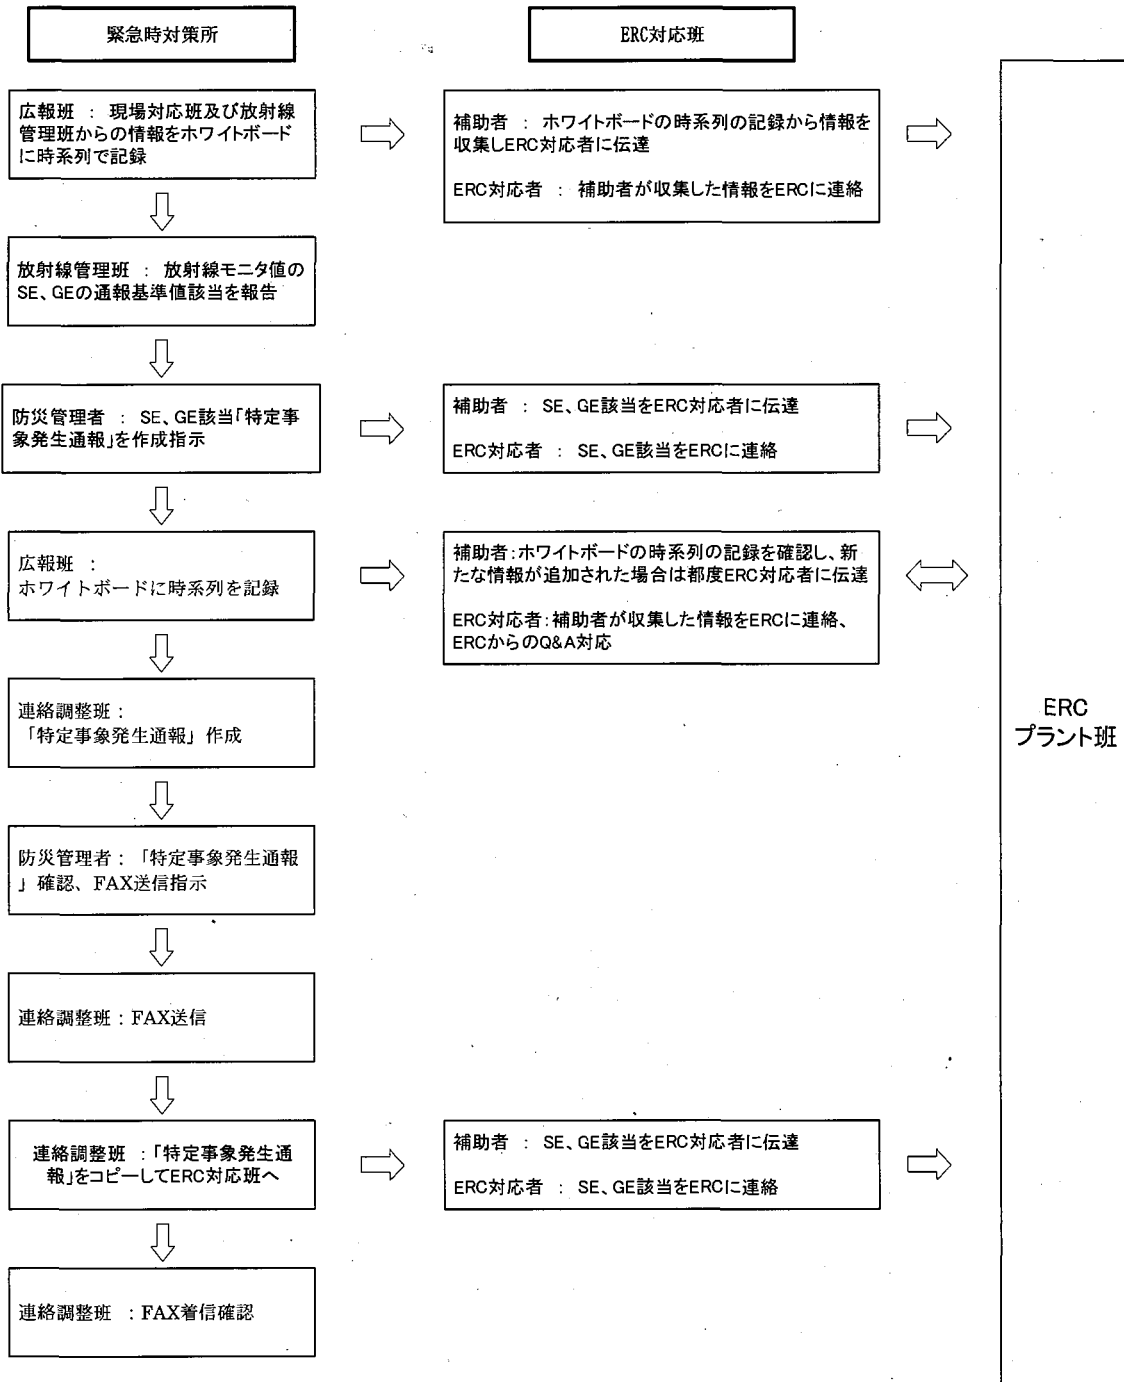 緊急時対策所
ERC対応班
広報班 : 現場対応班及び放射線
管理班からの情報をホワイトボード
に時系列で記録
補助者 : ホワイトボードの時系列の記録から情報を
収集しERC対応者に伝達
ERC対応者 : 補助者が収集した情報をERCに連絡
放射線管理班 : 放射線モニタ値の
SE、GEの通報基準値該当を報告
防災管理者 : SE、GE該当「特定事
象発生通報」を作成指示
補助者 : SE、GE該当をERC対応者に伝達
ERC対応者 : SE、GE該当をERCに連絡
広報班 :
ホワイトボードに時系列を記録
補助者:ホワイトボードの時系列の記録を確認し、新
たな情報が追加された場合は都度ERC対応者に伝達
ERC対応者:補助者が収集した情報をERCに連絡、
ERCからのQ&A対応
連絡調整班 :
「特定事象発生通報」作成
ERC
プラント班
防災管理者 : 「特定事象発生通報
」確認、FAX送信指示
連絡調整班 : FAX送信
連絡調整班 :「特定事象発生通
報」をコピーしてERC対応班へ
補助者 : SE、GE該当をERC対応者に伝達
ERC対応者 : SE、GE該当をERCに連絡
連絡調整班 : FAX着信確認